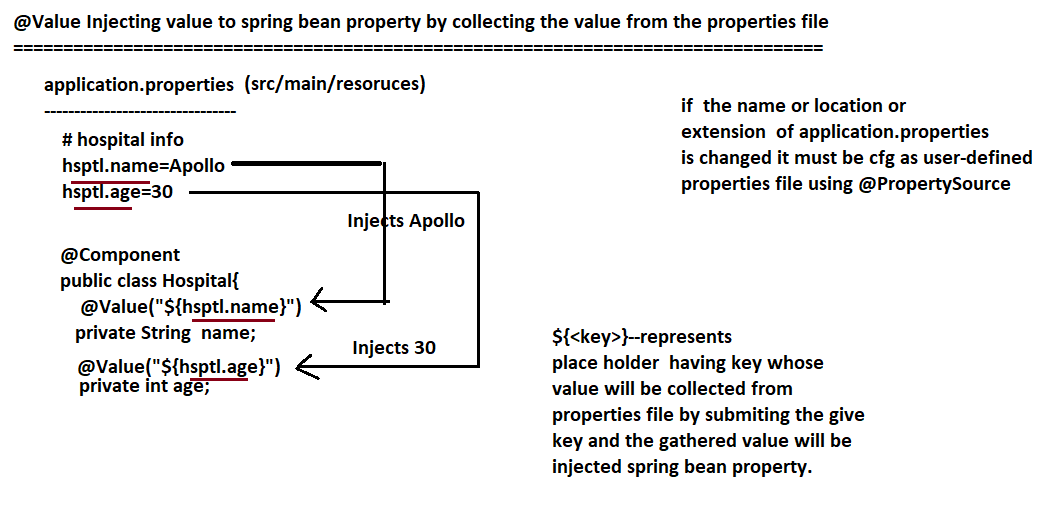 @Value Injecting value to spring bean property by collecting the value from the properties file
=================================================================================
application.properties (src/main/resoruces)
--------------------------------
# hospital info
hsptl.name=Apollo
hsptl.age=30
Injects Apollo
@Component
public class Hospital{
@Value("${hsptl.name}")
private String name;
Injects 30
@Value("${hsptl.age}")
private int age;
if the name or location or
extension of application.properties
is changed it must be cfg as user-defined
properties file using @PropertySource
${<key>}--represents
place holder having key whose
value will be collected from
properties file by submiting the give
key and the gathered value will be
injected spring bean property.